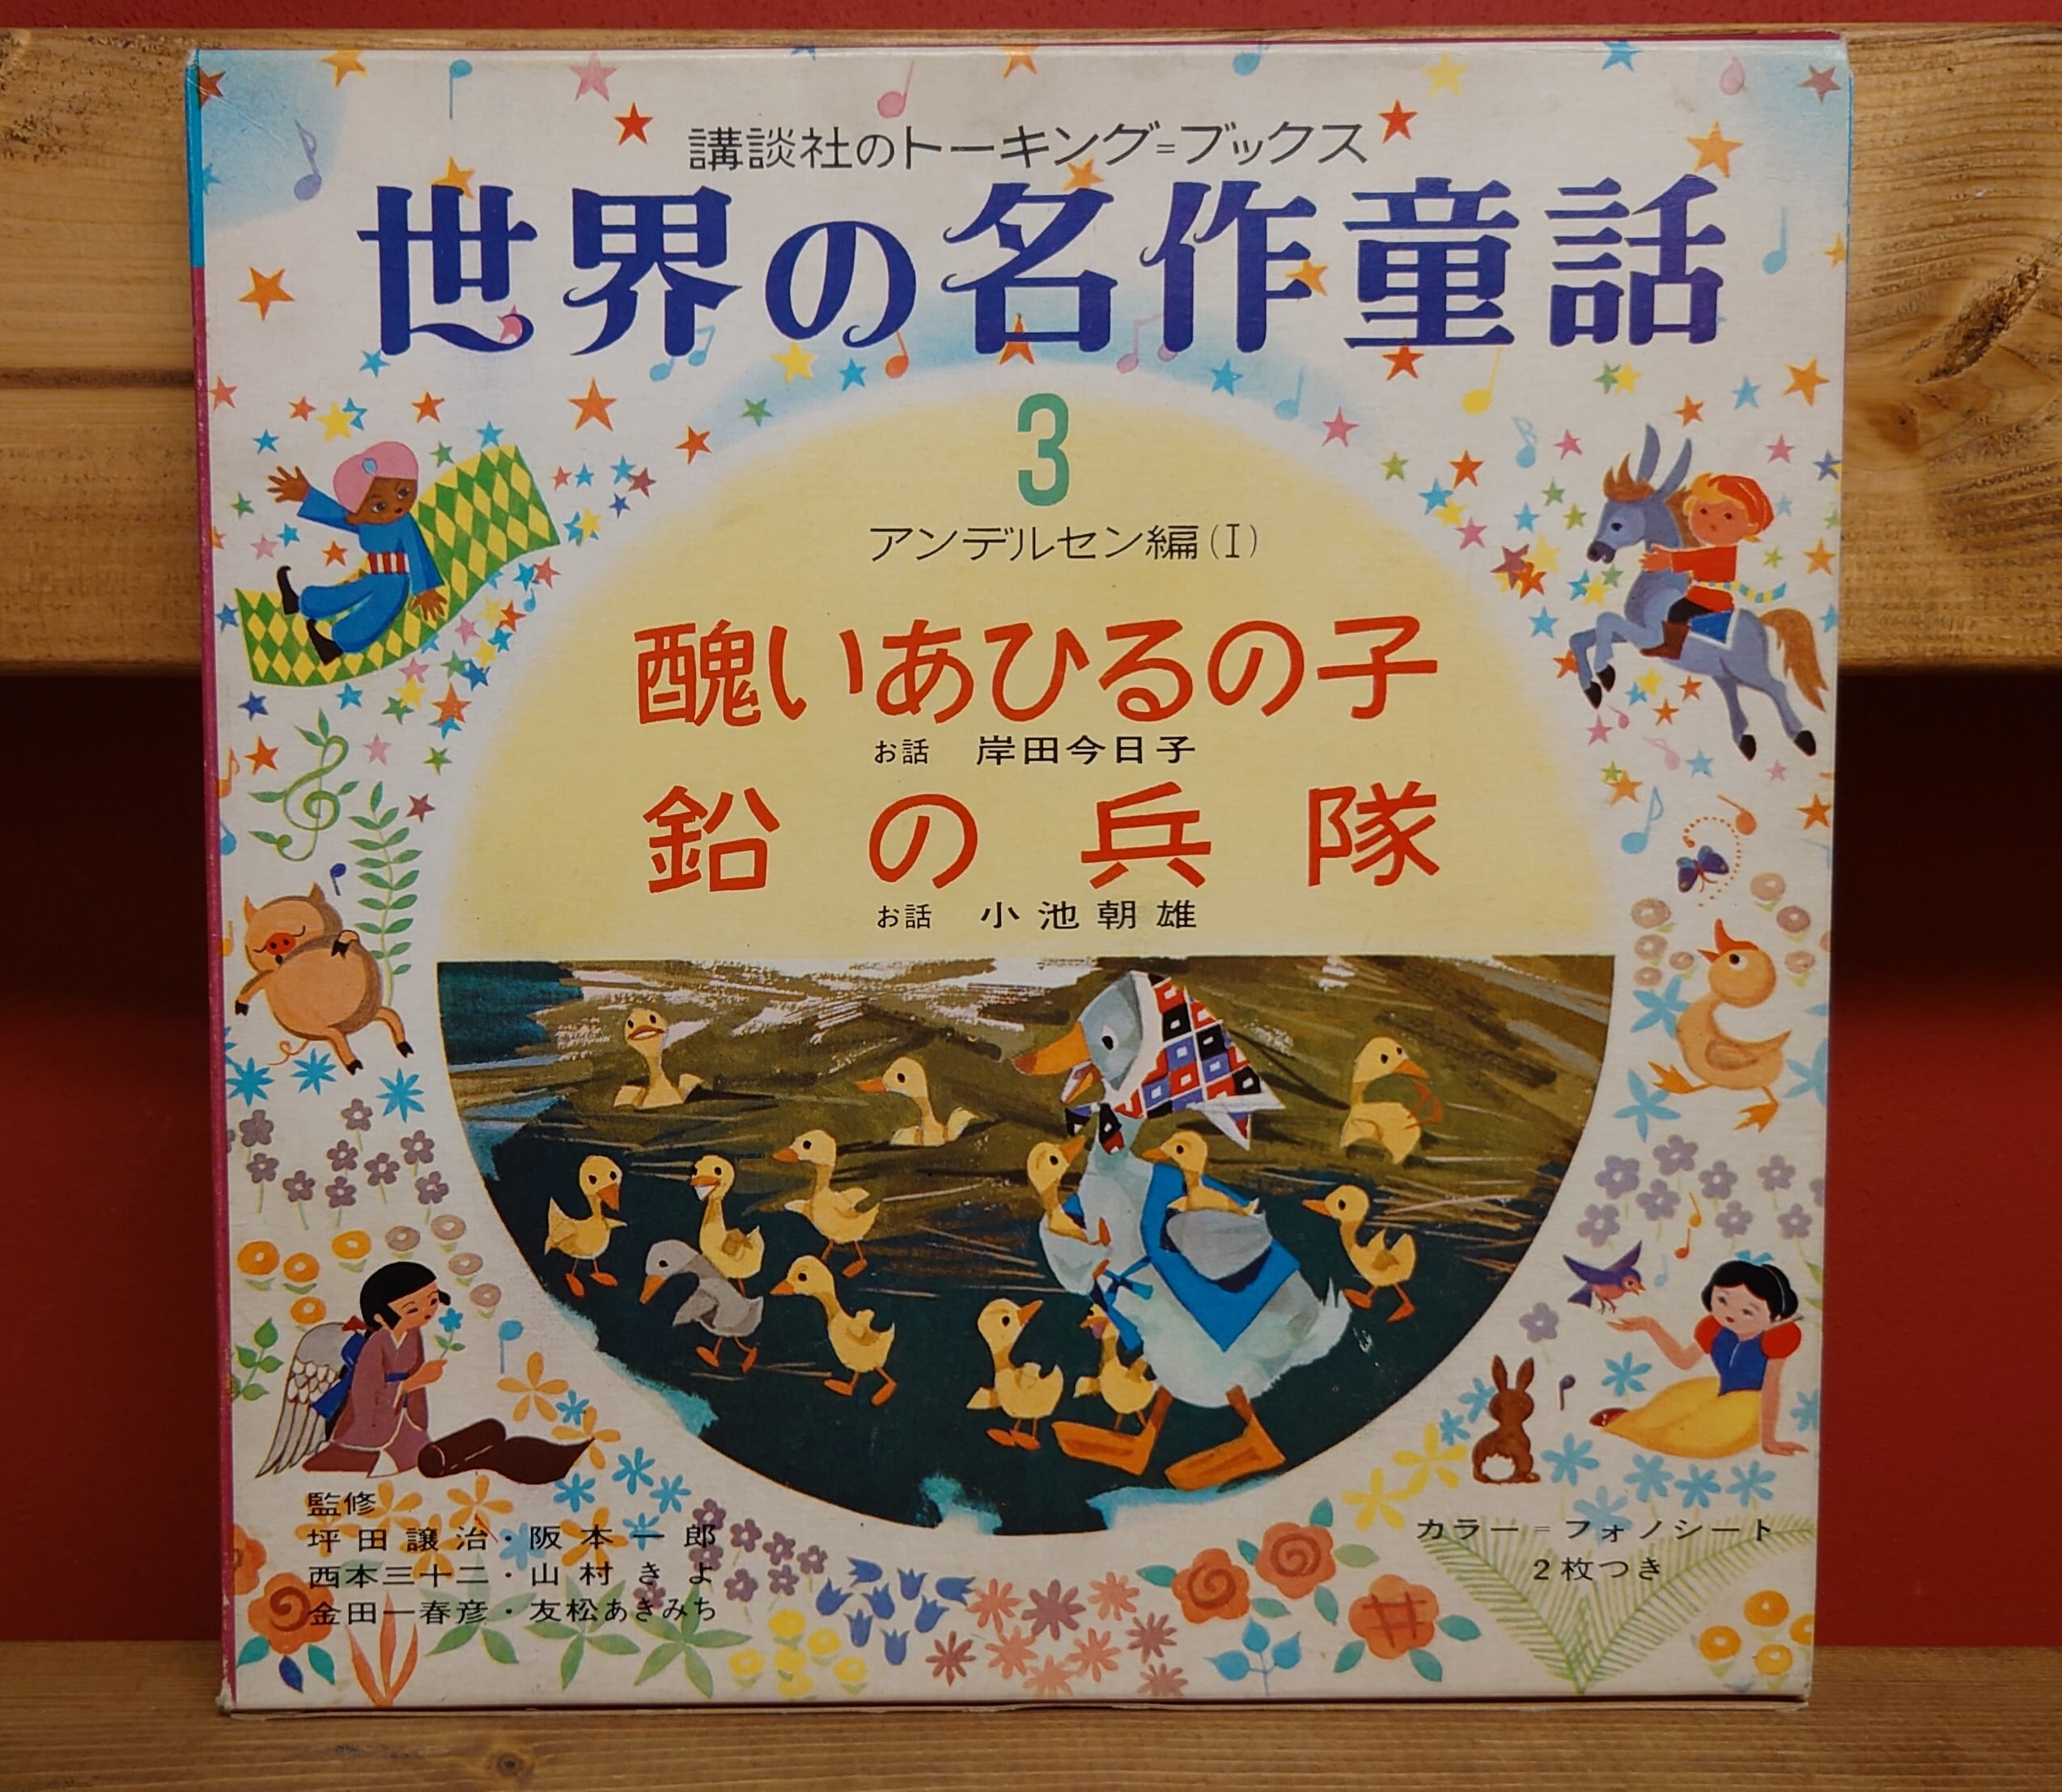 講談社のトーキング＝ブックス
世界の名作童話
3
アンデルセン編(I)
醜いあひるの子
お話 岸田今日子
鉛の兵隊
お話 小池朝雄
監修
坪田譲治・阪本一郎
西本三十二・山村きよ
金田一春彦・友松あきみち
カラー＝フォノシート
2枚つき